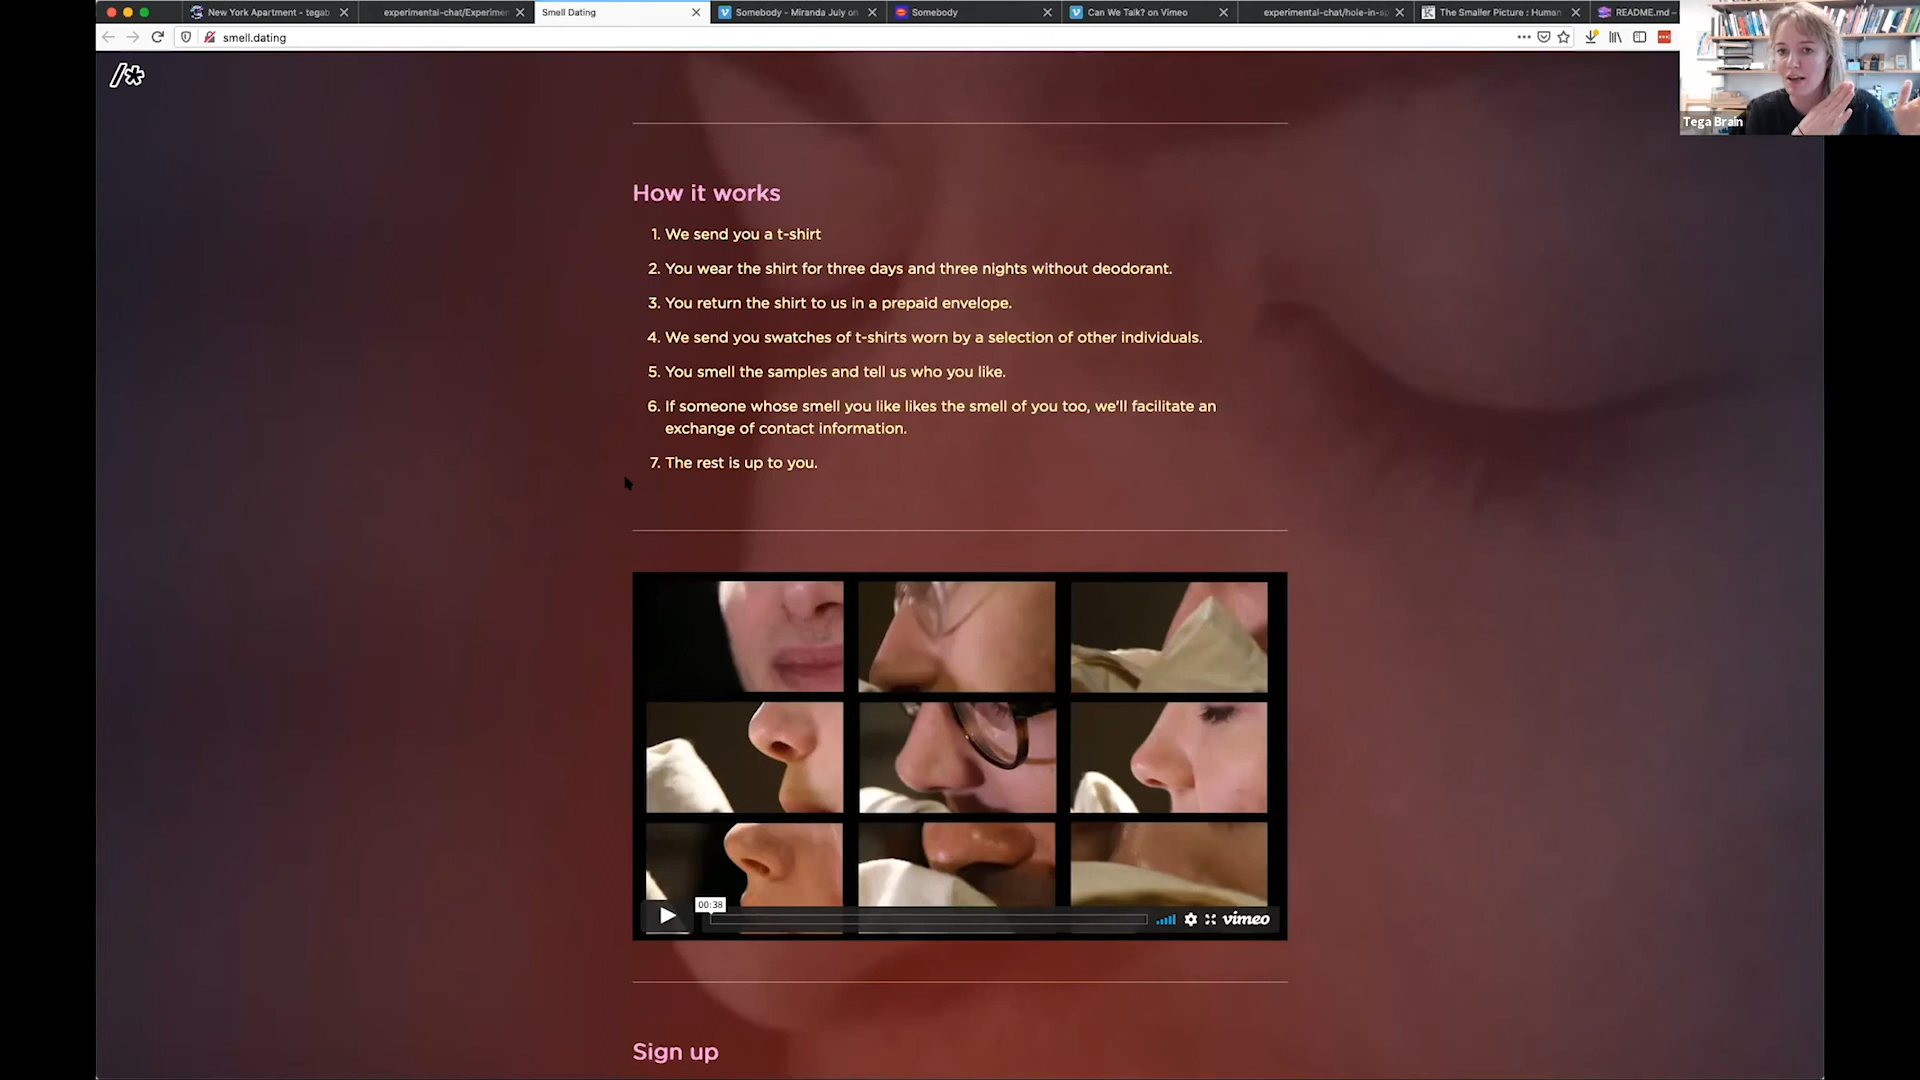 New York Apartment - tegab
experimental-chat/Experimen
Smell Dating
Somebody - Miranda July on
Somebody
Can We Talk? on Vimeo
experimental-chat/hole-in-sp
The Smaller Picture : Human
README.md -
smell.dating
Tega Brain
How it works
1. We send you a t-shirt
2. You wear the shirt for three days and three nights without deodorant.
3. You return the shirt to us in a prepaid envelope.
4. We send you swatches of t-shirts worn by a selection of other individuals.
5. You smell the samples and tell us who you like.
6. If someone whose smell you like likes the smell of you too, we'll facilitate an
exchange of contact information.
7. The rest is up to you.
00:38
vimeo
Sign up